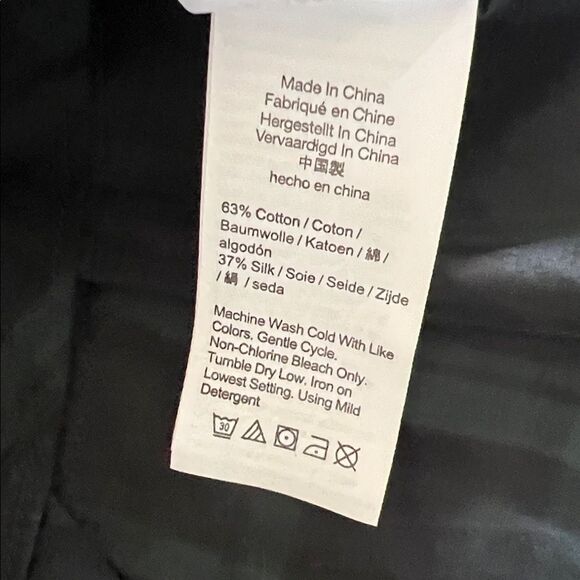 Made In China
Fabriqué en Chine
Hergestellt In China
Vervaardigd In China
中国製
hecho en china
63% Cotton / Coton /
Baumwolle / Katoen / 綿 /
algodón
37% Silk / Soie / Seide / Zijde
/ 絹 / seda
Machine Wash Cold With Like
Colors, Gentle Cycle.
Non-Chlorine Bleach Only.
Tumble Dry Low, Iron on
Lowest Setting. Using Mild
Detergent
30